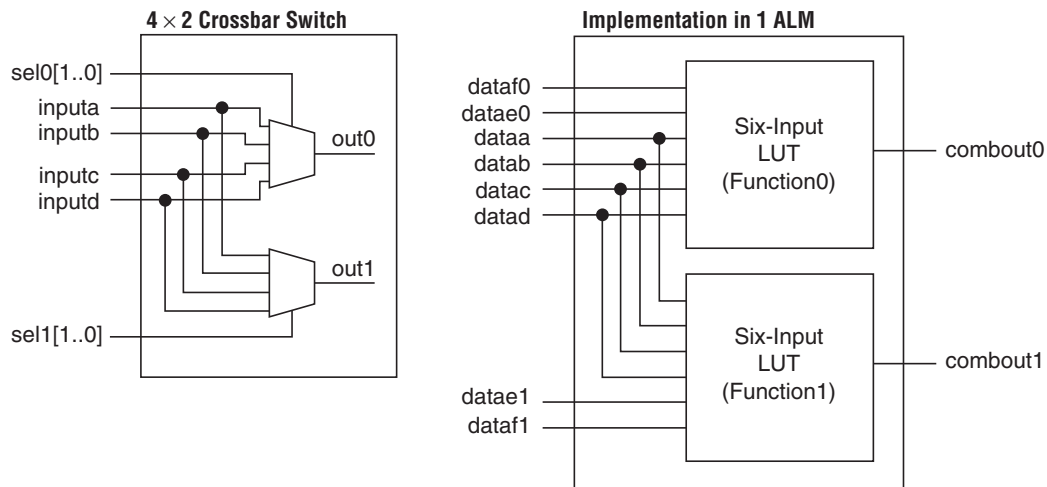 4 × 2 Crossbar Switch
sel0[1..0]
inputa
inputb
inputc
inputd
out0
out1
sel1[1..0]
Implementation in 1 ALM
dataf0
datae0
dataa
datab
datac
datad
Six-Input
LUT
(Function0)
combout0
Six-Input
LUT
(Function1)
combout1
datae1
dataf1